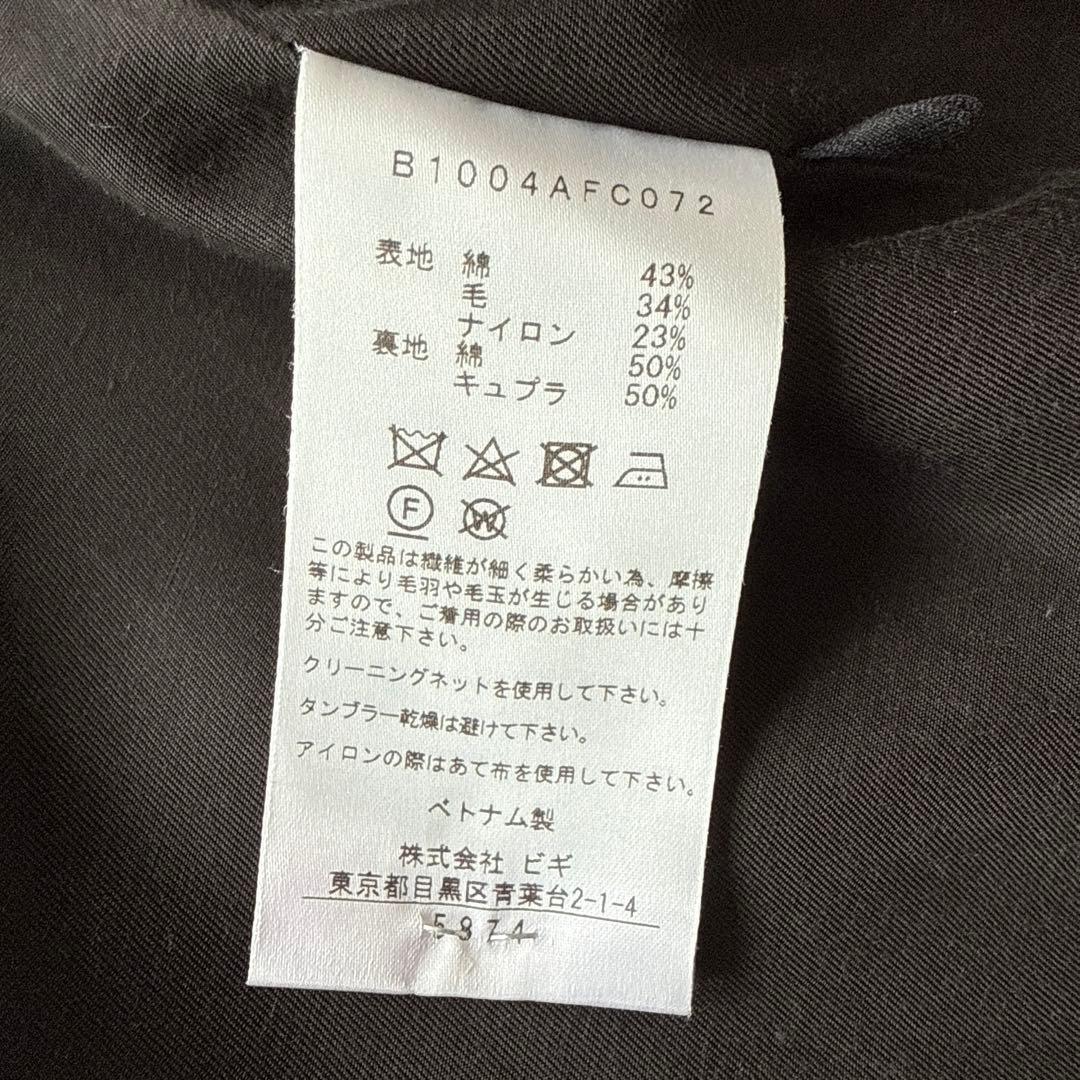 B1004AFC072
表地 綿 43%
毛 34%
ナイロン 23%
裏地 綿 50%
キュプラ 50%
F W
この製品は繊維が細く柔らかい為、摩擦
等により毛羽や毛玉が生じる場合があり
ますので、ご着用の際のお取扱いには十
分ご注意下さい。
クリーニングネットを使用して下さい。
タンブラー乾燥は避けて下さい。
アイロンの際はあて布を使用して下さい。
ベトナム製
株式会社 ビギ
東京都目黒区青葉台2-1-4